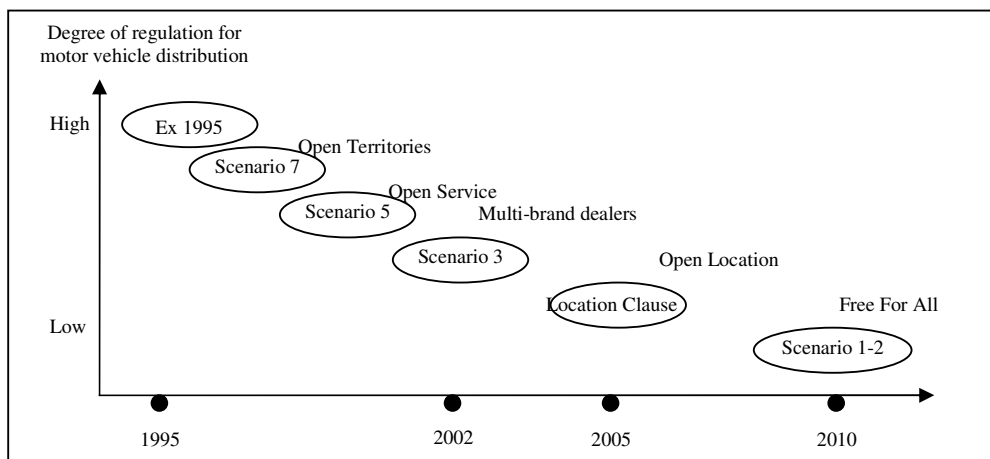 Degree of regulation for
motor vehicle distribution
High
Ex 1995
Open Territories
Scenario 7
Open Service
Scenario 5
Multi-brand dealers
Scenario 3
Open Location
Location Clause
Free For All
Low
Scenario 1-2
1995
2002
2005
2010